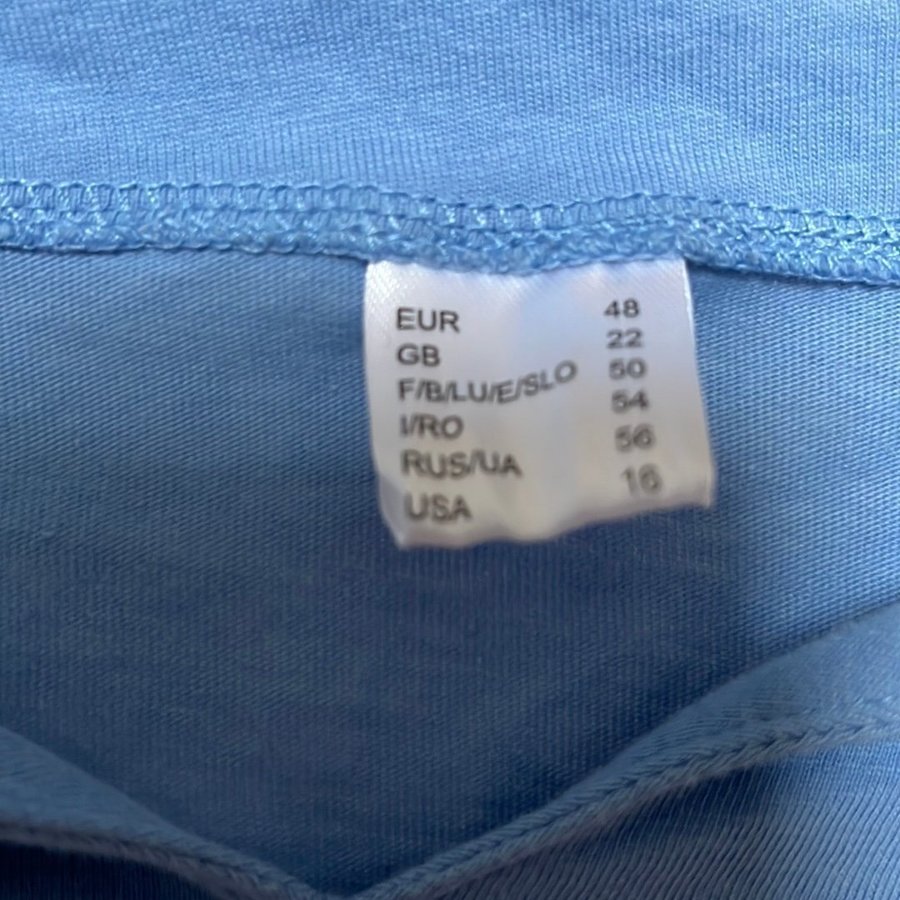 EUR 48
GB 22
F/B/LU/E/SLO 50
I/RO 54
RUS/UA 56
USA 16